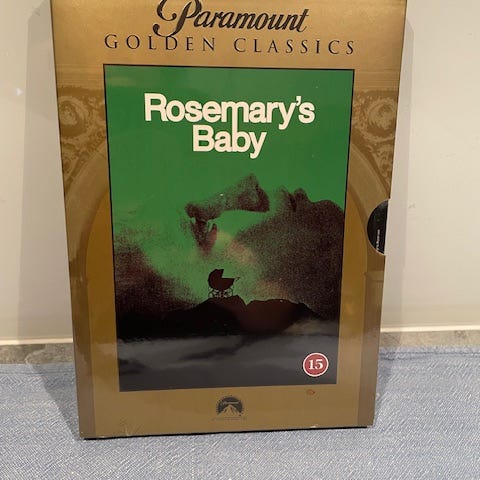 Paramount
GOLDEN CLASSICS
Rosemary's
Baby
15